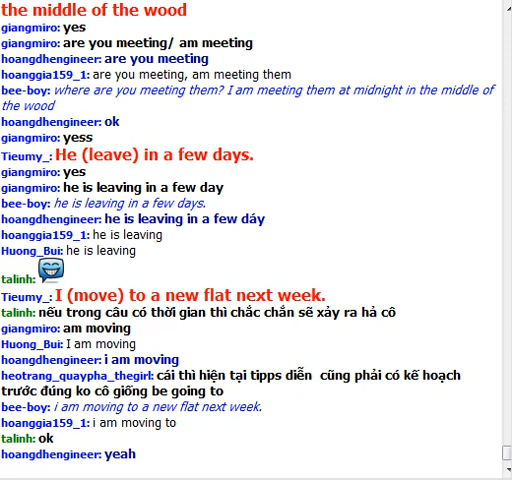 the middle of the wood
giangmiro: yes
giangmiro: are you meeting/ am meeting
hoangdhengineer: are you meeting
hoanggia159_1: are you meeting, am meeting them
bee-boy: where are you meeting them? I am meeting them at midnight in the middle of
the wood
hoangdhengineer: ok
giangmiro: yess
Tieumy_: He (leave) in a few days.
giangmiro: yes
giangmiro: he is leaving in a few day
bee-boy: he is leaving in a few days.
hoangdhengineer: he is leaving in a few dáy
hoanggia159_1: he is leaving
Huong_Bui: he is leaving
talinh:
Tieumy_: I (move) to a new flat next week.
talinh: nếu trong câu có thời gian thì chắc chắn sẽ xảy ra hả cô
giangmiro: am moving
Huong_Bui: I am moving
hoangdhengineer: i am moving
heotrang_quaypha_thegirl: cái thì hiện tại tipps diễn cũng phải có kế hoạch
trước đúng ko cô giống be going to
bee-boy: i am moving to a new flat next week.
hoanggia159_1: i am moving to
talinh: ok
hoangdhengineer: yeah